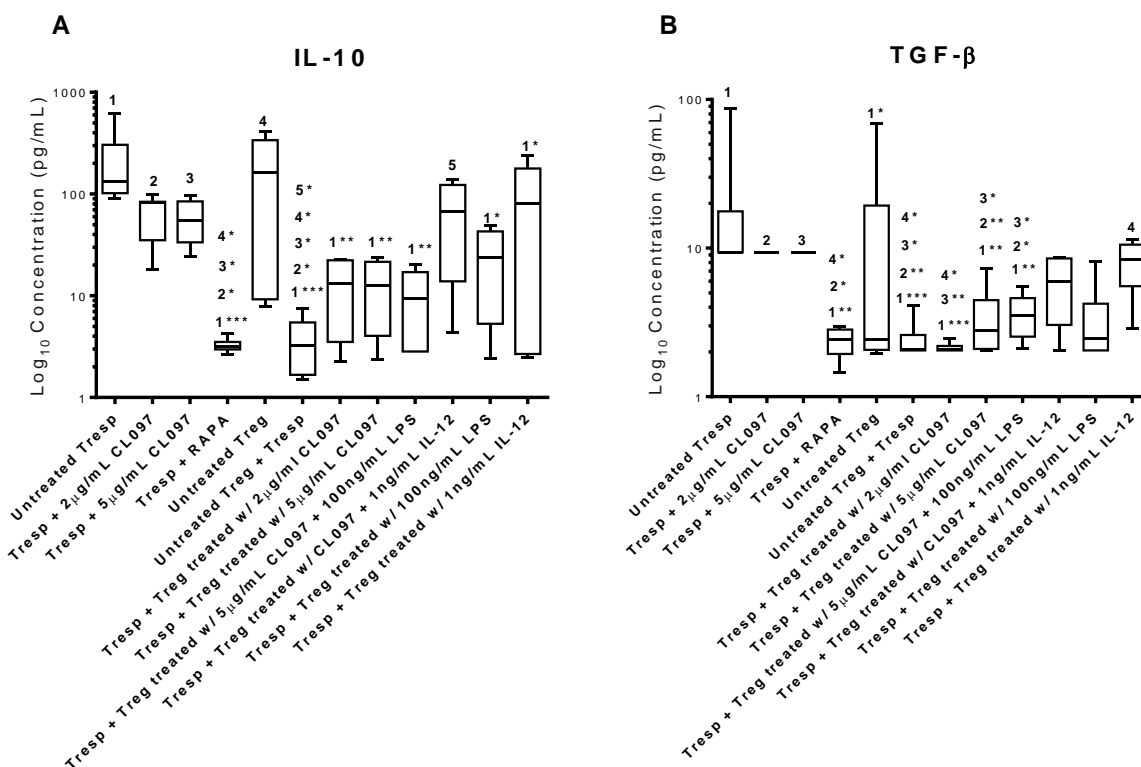 A
IL-10
Log10 Concentration (pg/mL)
1000
100
10
1
1
2
3
4*
3*
2*
1***
4
5*
4*
3*
2*
1***
1**
1**
1**
5
1*
1*
Untreated Tresp
Tresp + 2µg/mL CL097
Tresp + 5µg/mL CL097
Tresp + RAPA
Untreated Treg
Untreated Treg + Tresp
Tresp + Treg treated w/ 2µg/ml CL097
Tresp + Treg treated w/ 5µg/mL CL097
Tresp + Treg treated w/ 5µg/mL CL097 + 100ng/mL LPS
Tresp + Treg treated w/ CL097 + 1ng/mL IL-12
Tresp + Treg treated w/ 100ng/mL LPS
Tresp + Treg treated w/ 1ng/mL IL-12
B
TGF-β
Log10 Concentration (pg/mL)
100
10
1
1
2
3
4*
2*
1**
1*
4*
3*
2**
1***
4*
3**
1***
3*
2**
1**
3*
2*
1**
4
Untreated Tresp
Tresp + 2µg/mL CL097
Tresp + 5µg/mL CL097
Tresp + RAPA
Untreated Treg
Untreated Treg + Tresp
Tresp + Treg treated w/ 2µg/ml CL097
Tresp + Treg treated w/ 5µg/mL CL097
Tresp + Treg treated w/ 5µg/mL CL097 + 100ng/mL LPS
Tresp + Treg treated w/ CL097 + 1ng/mL IL-12
Tresp + Treg treated w/ 100ng/mL LPS
Tresp + Treg treated w/ 1ng/mL IL-12